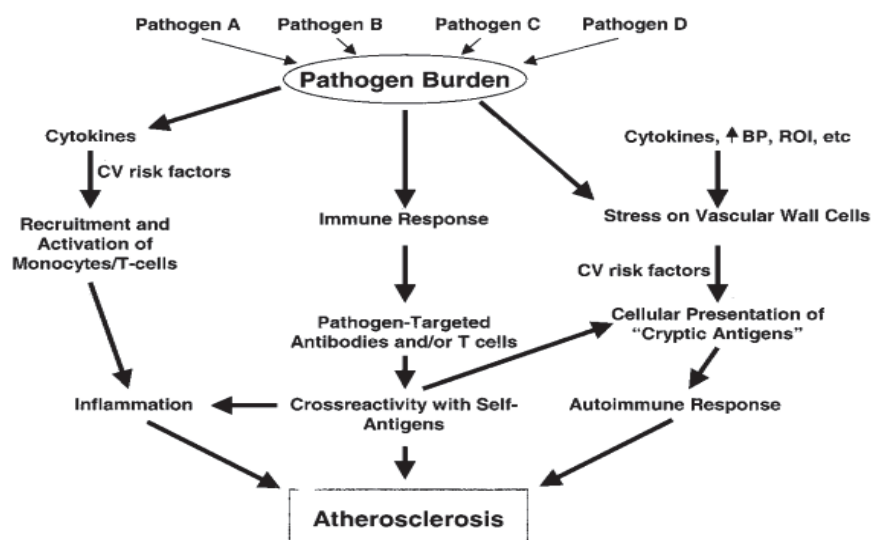 Pathogen A
Pathogen B
Pathogen C
Pathogen D
Pathogen Burden
Cytokines
CV risk factors
Recruitment and
Activation of
Monocytes/T-cells
Inflammation
Immune Response
Pathogen-Targeted
Antibodies and/or T cells
Crossreactivity with Self-
Antigens
Cytokines, ↑ BP, ROI, etc
Stress on Vascular Wall Cells
CV risk factors
Cellular Presentation of
“Cryptic Antigens”
Autoimmune Response
Atherosclerosis